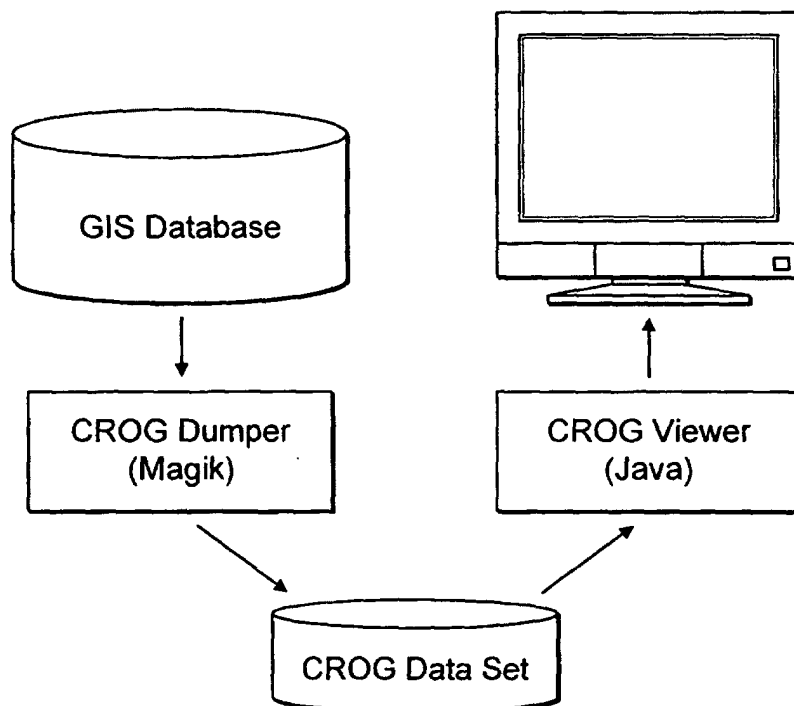 GIS Database
CROG Dumper
(Magik)
CROG Viewer
(Java)
CROG Data Set